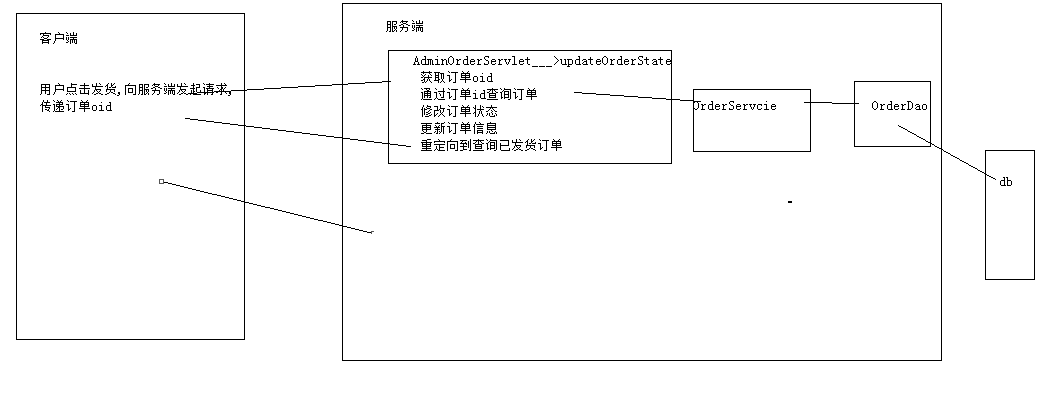 客户端
用户点击发货,向服务端发起请求,
传递订单oid
服务端
AdminOrderServlet___>updateOrderState
获取订单oid
通过订单id查询订单
修改订单状态
更新订单信息
重定向到查询已发货订单
OrderServcie
OrderDao
db